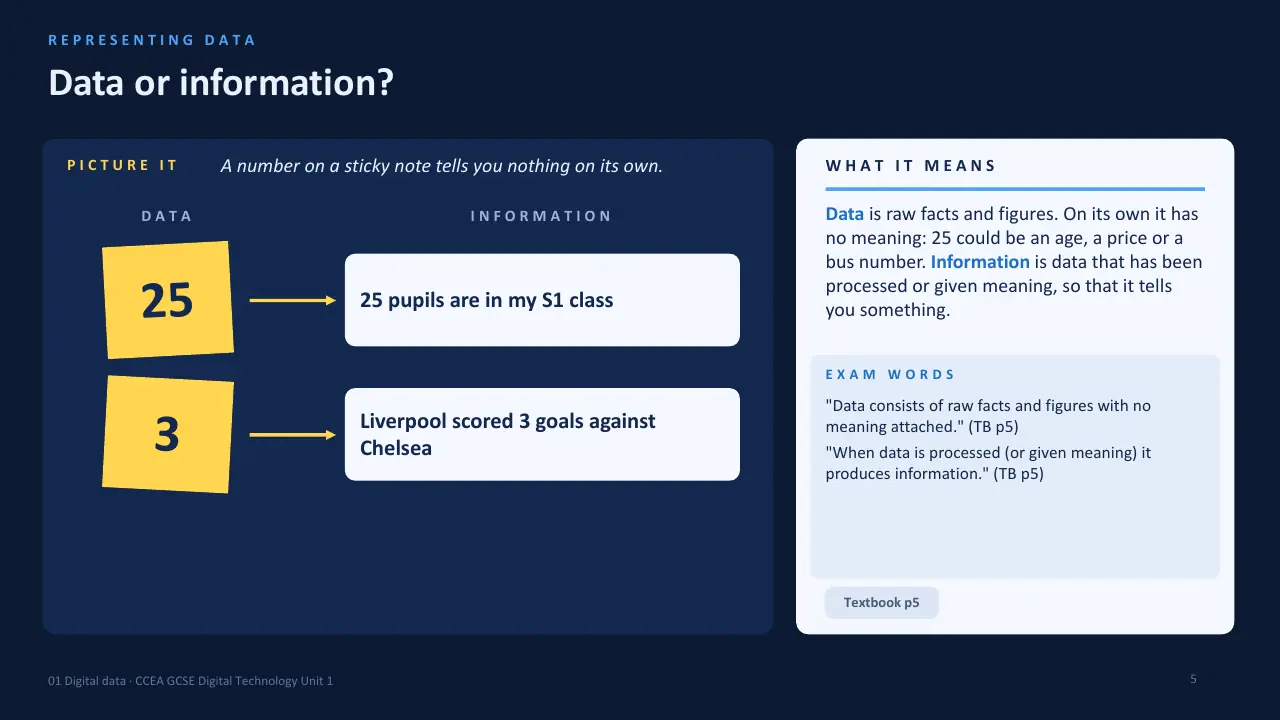 REPRESENTING DATA
Data or information?
PICTURE IT
A number on a sticky note tells you nothing on its own.
DATA
INFORMATION
25
25 pupils are in my S1 class
3
Liverpool scored 3 goals against
Chelsea
WHAT IT MEANS
Data is raw facts and figures. On its own it has
no meaning: 25 could be an age, a price or a
bus number. Information is data that has been
processed or given meaning, so that it tells
you something.
EXAM WORDS
"Data consists of raw facts and figures with no
meaning attached." (TB p5)
"When data is processed (or given meaning) it
produces information." (TB p5)
Textbook p5
01 Digital data · CCEA GCSE Digital Technology Unit 1
5